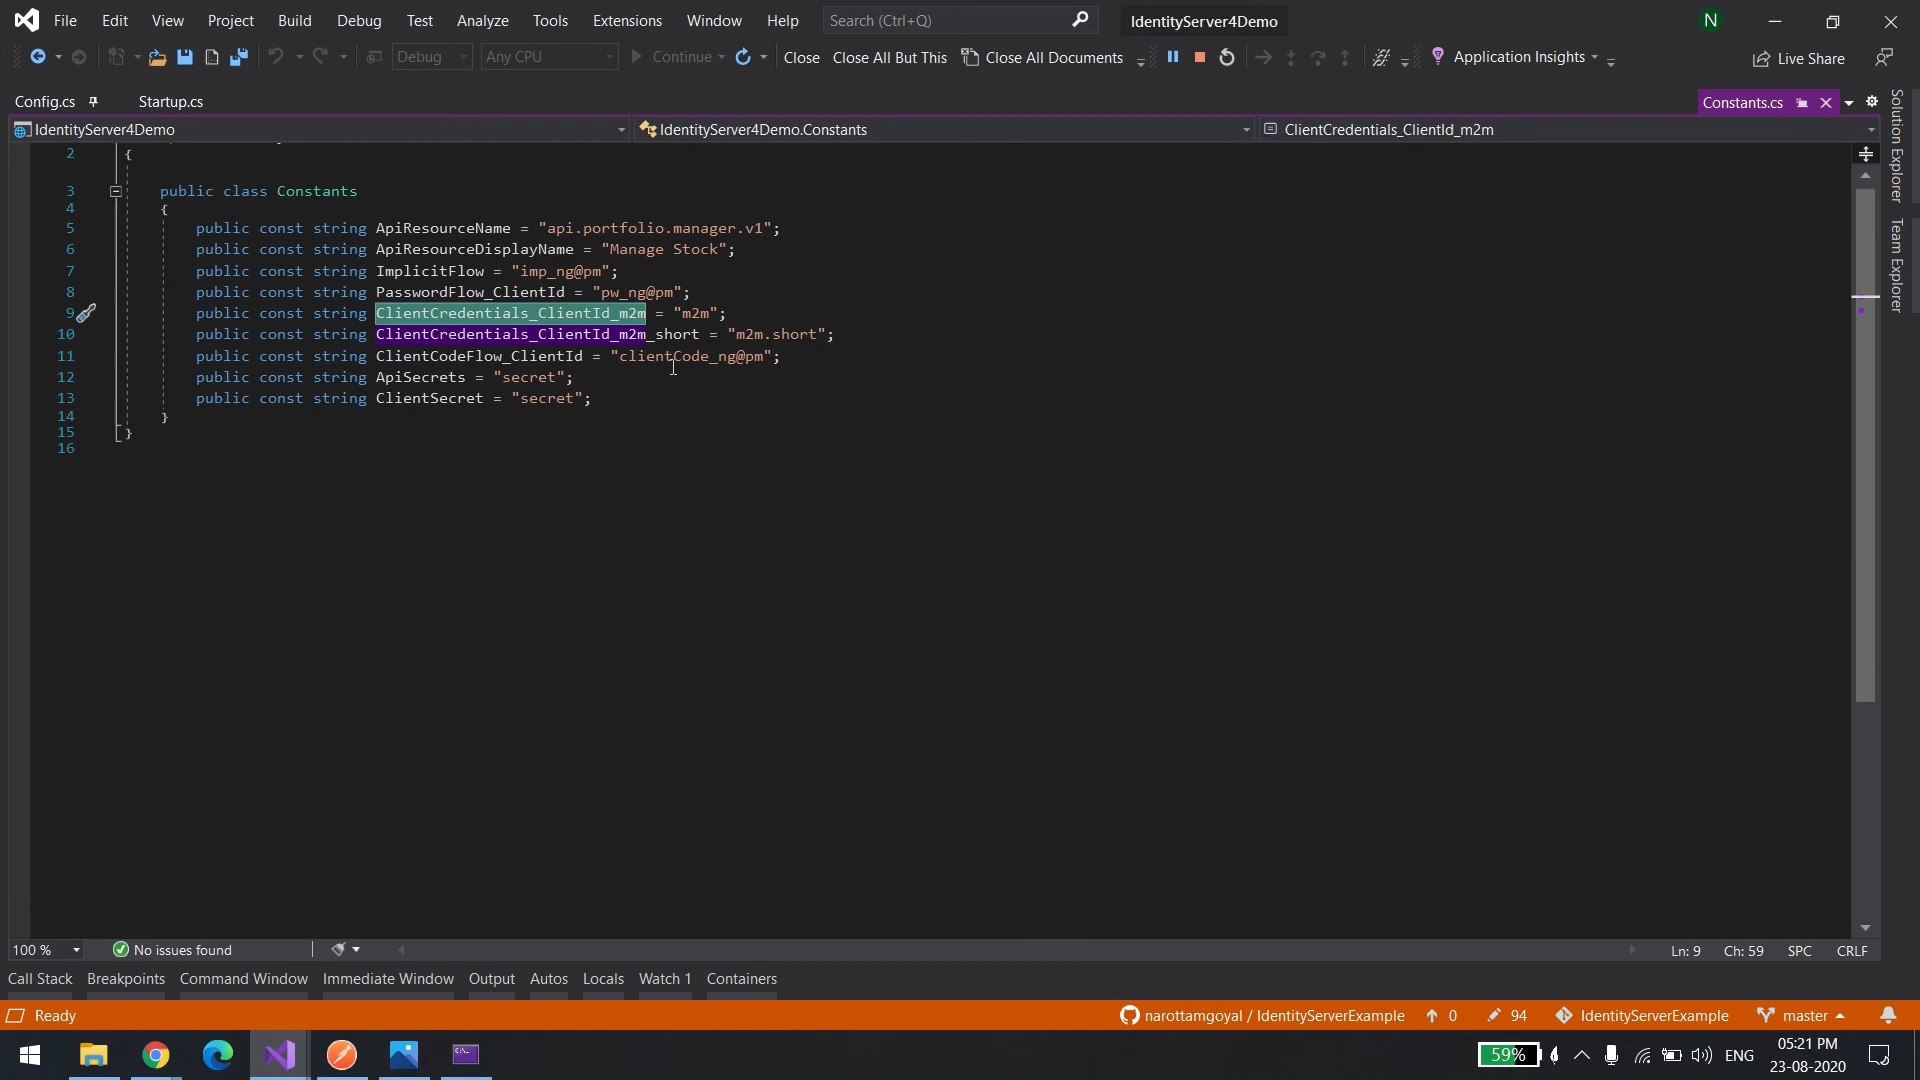 File Edit View Project Build Debug Test Analyze Tools Extensions Window Help Search (Ctrl+Q) IdentityServer4Demo N
Debug Any CPU Continue Close Close All But This Close All Documents Application Insights Live Share
Config.cs Startup.cs Constants.cs
IdentityServer4Demo IdentityServer4Demo.Constants ClientCredentials_ClientId_m2m
Solution Explorer
Team Explorer
2 {
3 public class Constants
4 {
5 public const string ApiResourceName = "api.portfolio.manager.v1";
6 public const string ApiResourceDisplayName = "Manage Stock";
7 public const string ImplicitFlow = "imp_ng@pm";
8 public const string PasswordFlow_ClientId = "pw_ng@pm";
9 public const string ClientCredentials_ClientId_m2m = "m2m";
10 public const string ClientCredentials_ClientId_m2m_short = "m2m.short";
11 public const string ClientCodeFlow_ClientId = "clientCode_ng@pm";
12 public const string ApiSecrets = "secret";
13 public const string ClientSecret = "secret";
14 }
15 }
16
100 % No issues found Ln: 9 Ch: 59 SPC CRLF
Call Stack Breakpoints Command Window Immediate Window Output Autos Locals Watch 1 Containers
Ready narottamgoyal / IdentityServerExample 0 94 IdentityServerExample master
59% ENG 05:21 PM
23-08-2020